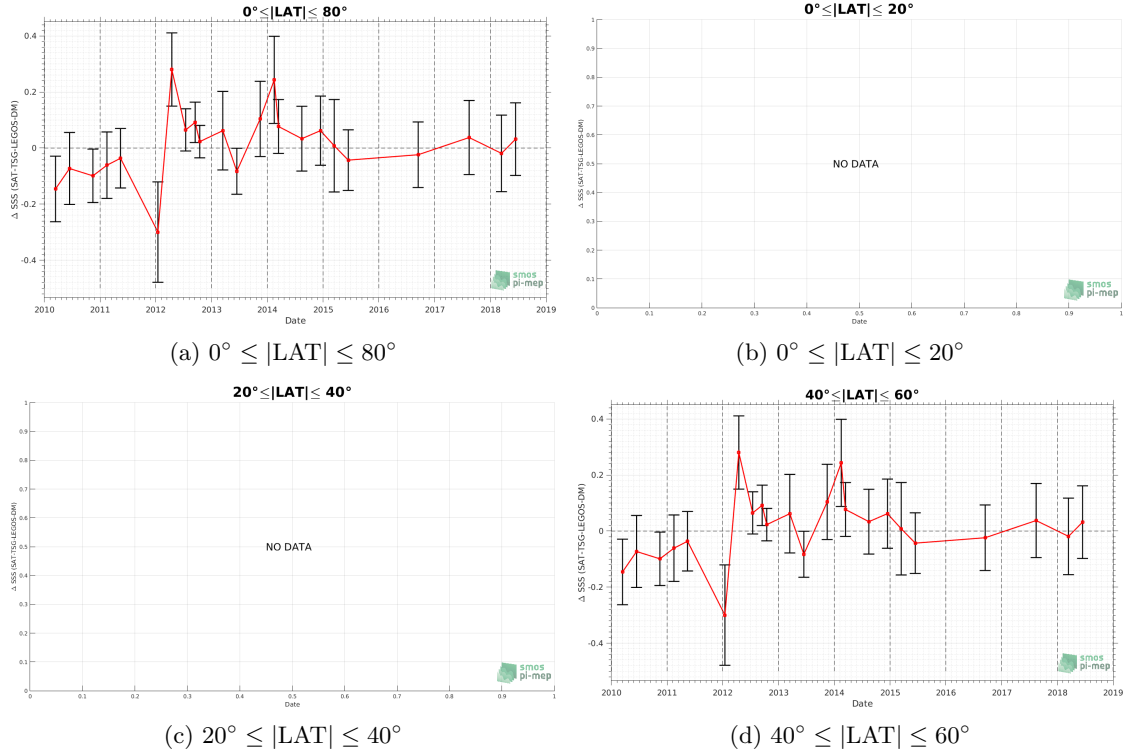 0°≤|LAT|≤ 80°
Δ SSS (SAT-TSG-LEGOS-DM)
0.4
0.2
0
-0.2
-0.4
smos
pi-mep
2010 2011 2012 2013 2014 2015 2016 2017 2018 2019
Date
(a) 0° ≤ |LAT| ≤ 80°
0°≤|LAT|≤ 20°
Δ SSS (SAT-TSG-LEGOS-DM)
1
0.9
0.8
0.7
0.6
0.5
0.4
0.3
0.2
0.1
0
NO DATA
smos
pi-mep
0 0.1 0.2 0.3 0.4 0.5 0.6 0.7 0.8 0.9 1
Date
(b) 0° ≤ |LAT| ≤ 20°
20°≤|LAT|≤ 40°
Δ SSS (SAT-TSG-LEGOS-DM)
1
0.9
0.8
0.7
0.6
0.5
0.4
0.3
0.2
0.1
0
NO DATA
smos
pi-mep
0 0.1 0.2 0.3 0.4 0.5 0.6 0.7 0.8 0.9 1
Date
(c) 20° ≤ |LAT| ≤ 40°
40°≤|LAT|≤ 60°
Δ SSS (SAT-TSG-LEGOS-DM)
0.4
0.2
0
-0.2
-0.4
smos
pi-mep
2010 2011 2012 2013 2014 2015 2016 2017 2018 2019
Date
(d) 40° ≤ |LAT| ≤ 60°